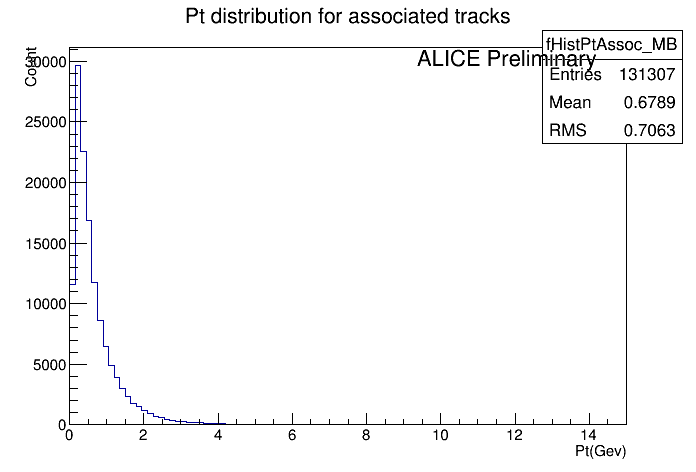 Pt distribution for associated tracks
Count
ALICE Preliminary
fHistPtAssoc_MB
Entries 131307
Mean 0.6789
RMS 0.7063
30000
25000
20000
15000
10000
5000
0
0 2 4 6 8 10 12 14
Pt(Gev)